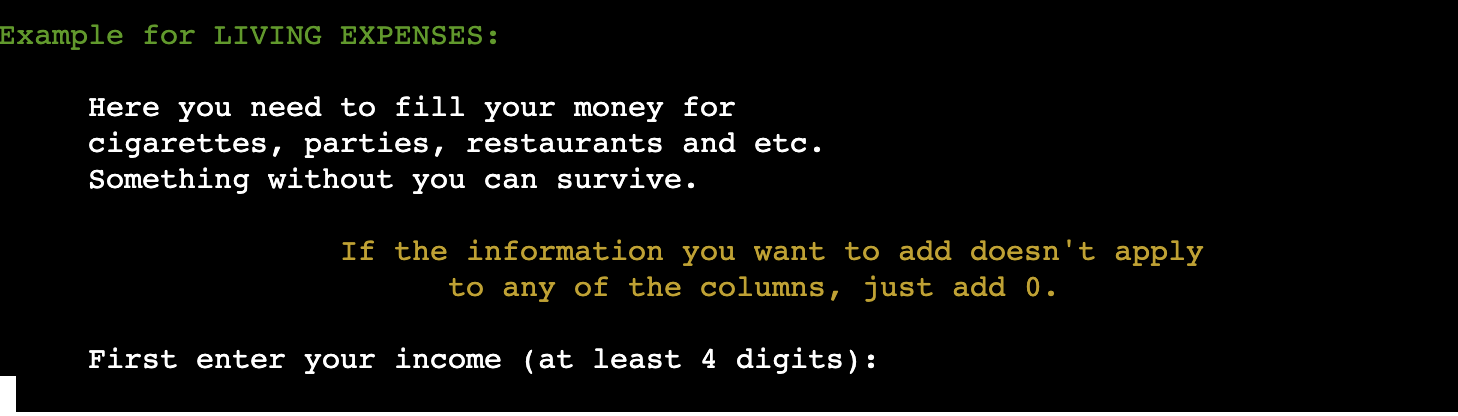 Example for LIVING EXPENSES:
Here you need to fill your money for
cigarettes, parties, restaurants and etc.
Something without you can survive.
If the information you want to add doesn't apply
to any of the columns, just add 0.
First enter your income (at least 4 digits):